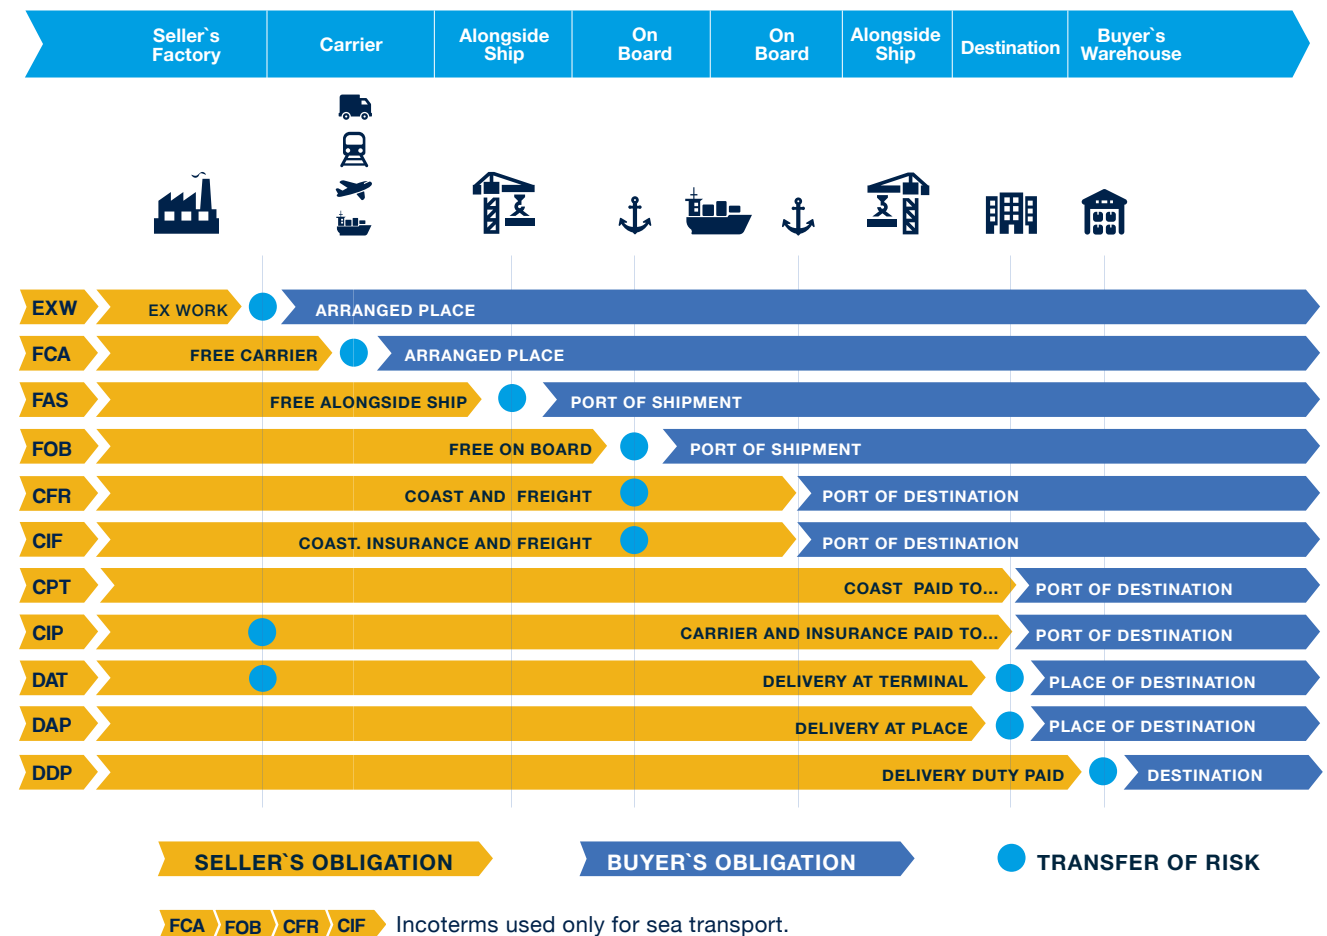 Seller`s
Factory
Carrier
Alongside
Ship
On
Board
On
Board
Alongside
Ship
Destination
Buyer`s
Warehouse
EXW EX WORK ARRANGED PLACE
FCA FREE CARRIER ARRANGED PLACE
FAS FREE ALONGSIDE SHIP PORT OF SHIPMENT
FOB FREE ON BOARD PORT OF SHIPMENT
CFR COAST AND FREIGHT PORT OF DESTINATION
CIF COAST. INSURANCE AND FREIGHT PORT OF DESTINATION
CPT COAST PAID TO... PORT OF DESTINATION
CIP CARRIER AND INSURANCE PAID TO... PORT OF DESTINATION
DAT DELIVERY AT TERMINAL PLACE OF DESTINATION
DAP DELIVERY AT PLACE PLACE OF DESTINATION
DDP DELIVERY DUTY PAID DESTINATION
SELLER`S OBLIGATION BUYER`S OBLIGATION TRANSFER OF RISK
FCA FOB CFR CIF Incoterms used only for sea transport.